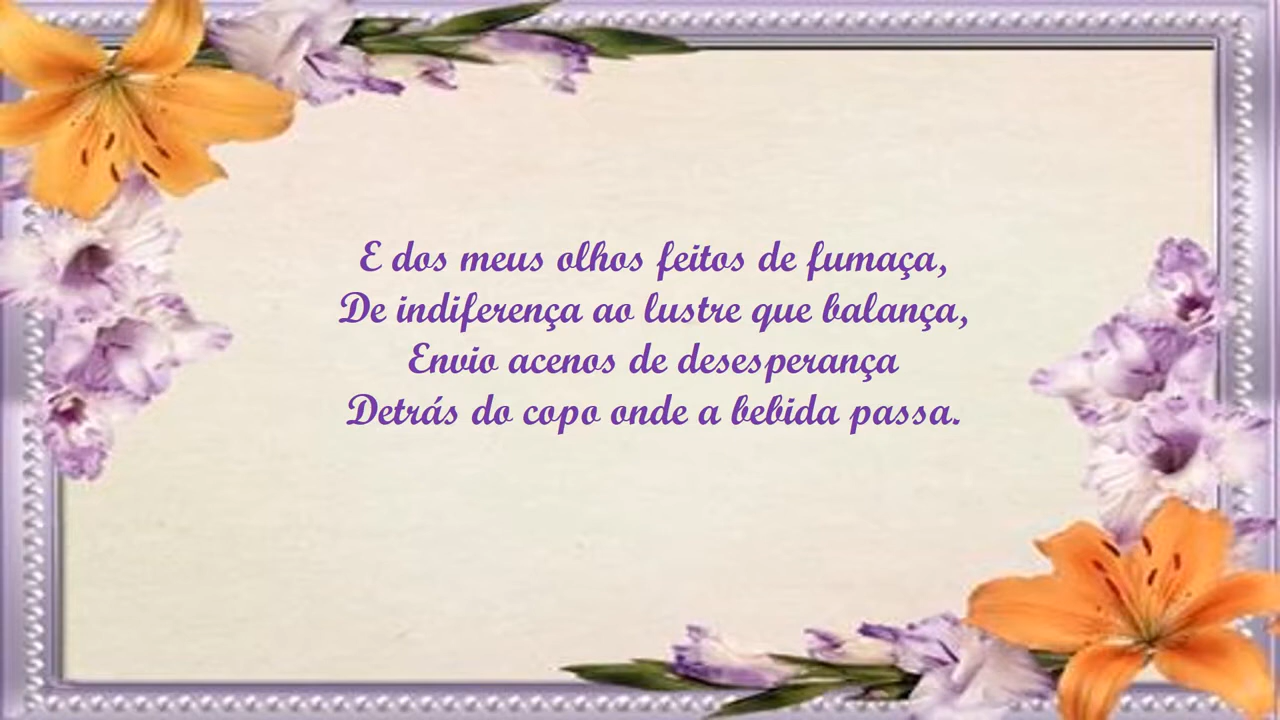 E dos meus olhos feitos de fumaça,
De indiferença ao lustre que balança,
Envio acenos de desesperança
Detrás do copo onde a bebida passa.